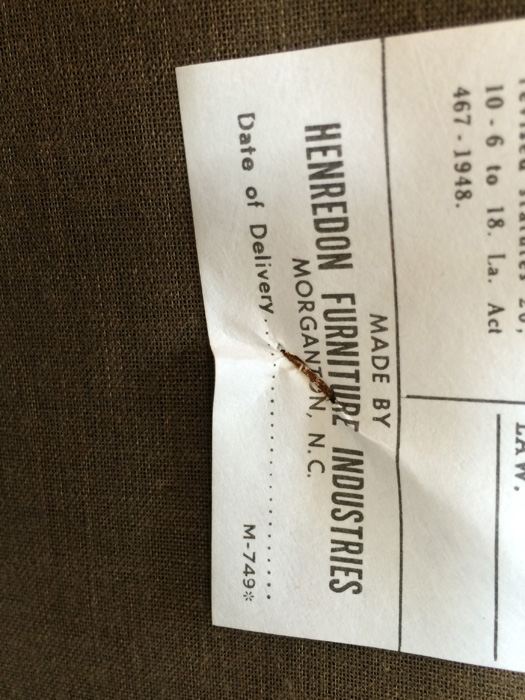 10 - 6 to 18. La. Act
467 - 1948.
LAW.
MADE BY
HENREDON FURNITURE INDUSTRIES
MORGANTON, N.C.
Date of Delivery
M-749*